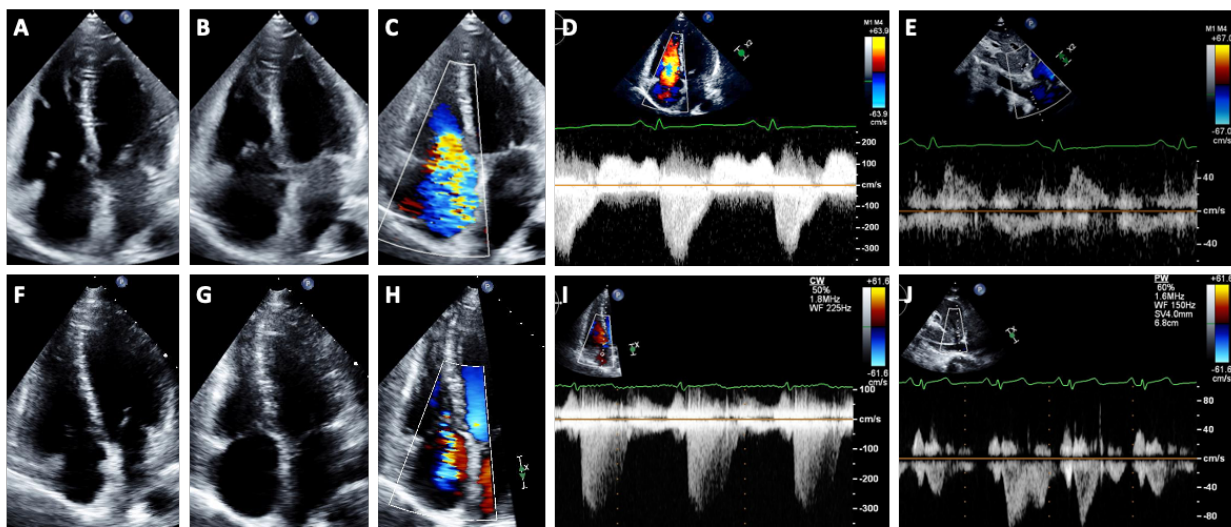 A
B
C
D
M1 M4
+63.9
-63.9
cm/s
x2
200
100
cm/s
-100
-200
-300
E
M1 M4
+67.0
-67.0
cm/s
x2
40
cm/s
-40
F
G
H
x
I
CW
50%
1.8MHz
WF 225Hz
+61.6
-61.6
cm/s
x
100
cm/s
-100
-200
-300
J
PW
60%
1.6MHz
WF 150Hz
SV4.0mm
6.8cm
+61.6
-61.6
cm/s
x
80
40
cm/s
-40
-80